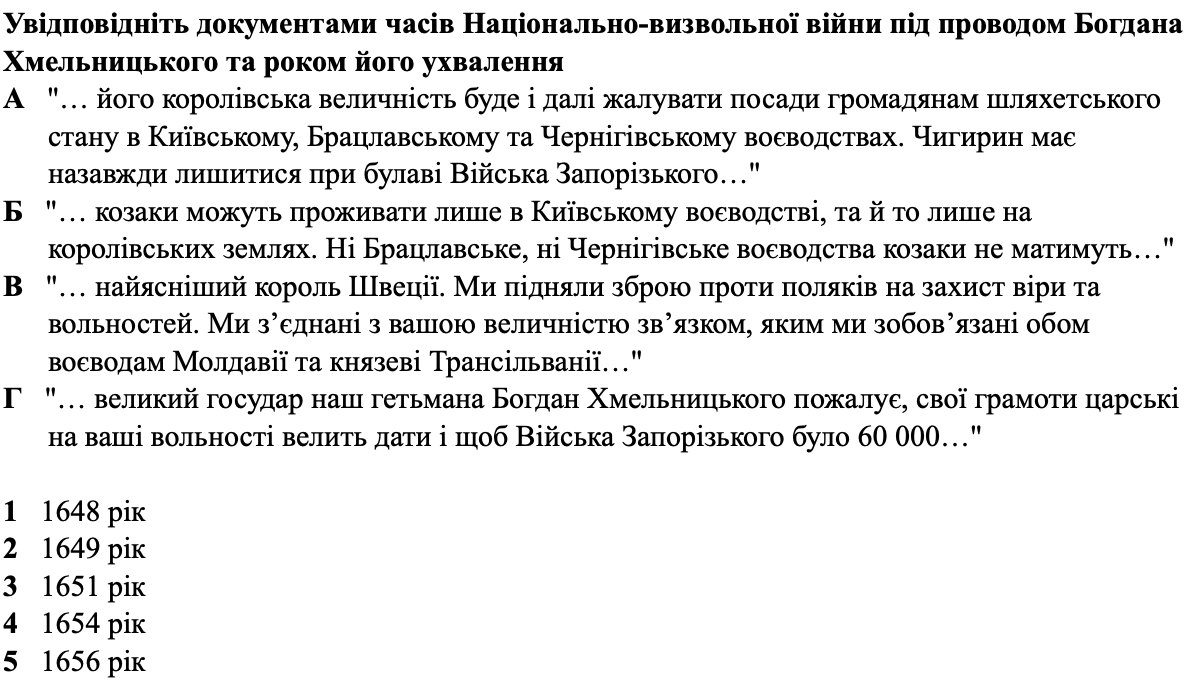 Увідповідніть документами часів Національно-визвольної війни під проводом Богдана
Хмельницького та роком його ухвалення
А "… його королівська величність буде і далі жалувати посади громадянам шляхетського
стану в Київському, Брацлавському та Чернігівському воєводствах. Чигирин має
назавжди лишитися при булаві Війська Запорізького…"
Б "… козаки можуть проживати лише в Київському воєводстві, та й то лише на
королівських землях. Ні Брацлавське, ні Чернігівське воєводства козаки не матимуть…"
В "… найясніший король Швеції. Ми підняли зброю проти поляків на захист віри та
вольностей. Ми з’єднані з вашою величністю зв’язком, яким ми зобов’язані обом
воєводам Молдавії та князеві Трансільванії…"
Г "… великий государ наш гетьмана Богдан Хмельницького пожалує, свої грамоти царські
на ваші вольності велить дати і щоб Війська Запорізького було 60 000…"
1 1648 рік
2 1649 рік
3 1651 рік
4 1654 рік
5 1656 рік